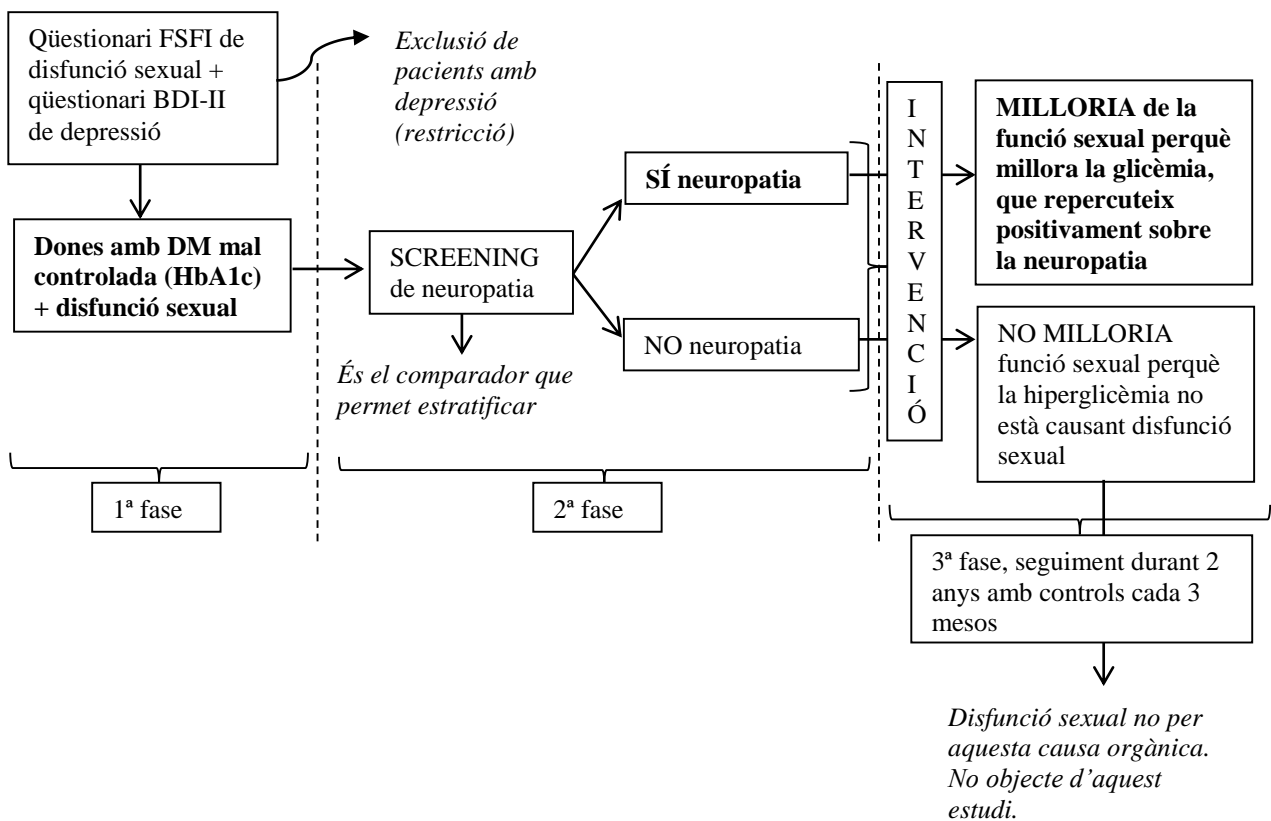 Qüestionari FSFI de
disfunció sexual +
qüestionari BDI-II
de depressió
Exclusió de
pacients amb
depressió
(restricció)
Dones amb DM mal
controlada (HbA1c)
+ disfunció sexual
SCREENING
de neuropatia
És el comparador que
permet estratificar
SÍ neuropatia
NO neuropatia
I
N
T
E
R
V
E
N
C
I
Ó
MILLORIA de la
funció sexual perquè
millora la glicèmia,
que repercuteix
positivament sobre
la neuropatia
NO MILLORIA
funció sexual perquè
la hiperglicèmia no
està causant disfunció
sexual
1ª fase
2ª fase
3ª fase, seguiment durant 2
anys amb controls cada 3
mesos
Disfunció sexual no per
aquesta causa orgànica.
No objecte d’aquest
estudi.